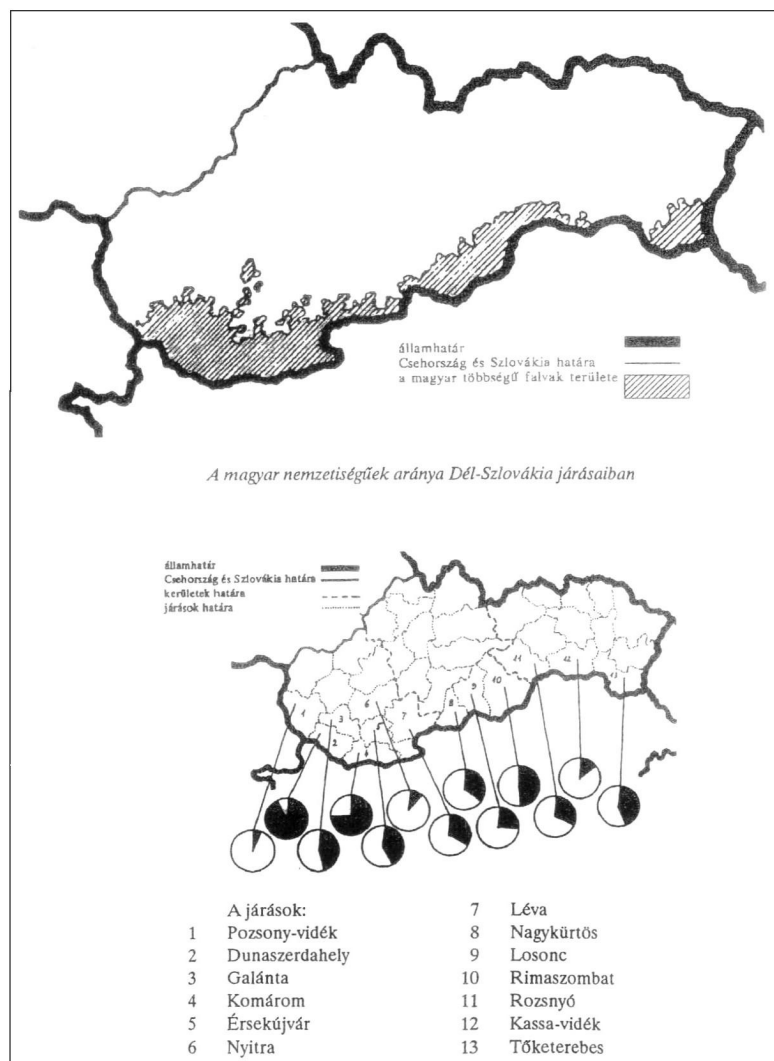 államhatár
Csehország és Szlovákia határa
a magyar többségű falvak területe
A magyar nemzetiségűek aránya Dél-Szlovákia járásaiban
államhatár
Csehország és Szlovákia határa
kerületek határa
járások határa
1
2
3
4
5
6
7
8
9
10
11
12
13
A járások:
1 Pozsony-vidék
2 Dunaszerdahely
3 Galánta
4 Komárom
5 Érsekújvár
6 Nyitra
7 Léva
8 Nagykürtös
9 Losonc
10 Rimaszombat
11 Rozsnyó
12 Kassa-vidék
13 Tőketerebes